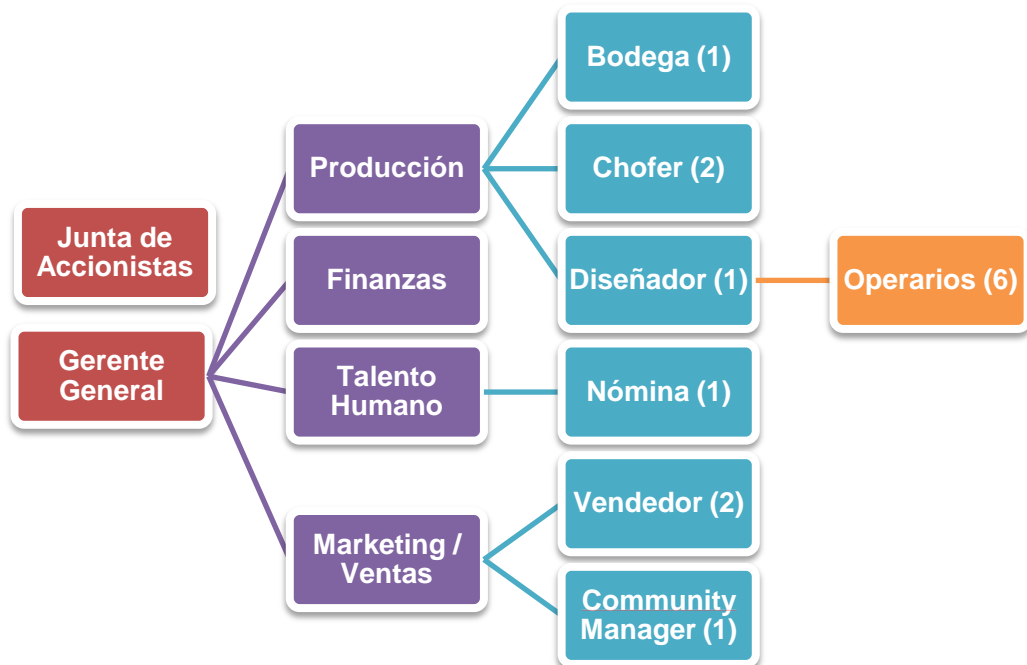 Junta de
Accionistas
Gerente
General
Producción
Finanzas
Talento
Humano
Marketing /
Ventas
Bodega (1)
Chofer (2)
Diseñador (1)
Nómina (1)
Vendedor (2)
Community
Manager (1)
Operarios (6)